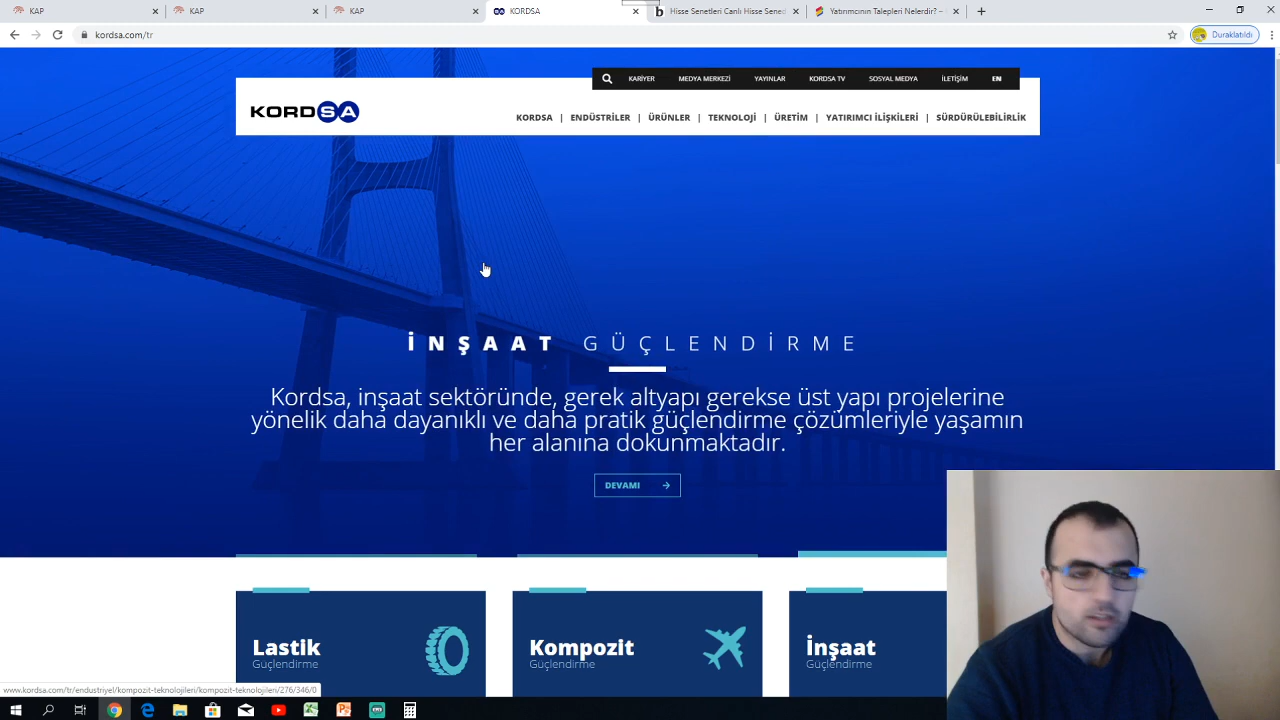 KAP
KAP
KAP
KORDSA
Hisse Senetleri Canlı Hisse Sened
Yatırımcının Talepleri Nelerdir? –
kordsa.com/tr
Duraklatıldı
KARİYER MEDYA MERKEZİ YAYINLAR KORDSA TV SOSYAL MEDYA İLETİŞİM EN
KORDSA
KORDSA | ENDÜSTRİLER | ÜRÜNLER | TEKNOLOJİ | ÜRETİM | YATIRIMCI İLİŞKİLERİ | SÜRDÜRÜLEBİLİRLİK
İNŞAAT GÜÇLENDİRME
Kordsa, inşaat sektöründe, gerek altyapı gerekse üst yapı projelerine
yönelik daha dayanıklı ve daha pratik güçlendirme çözümleriyle yaşamın
her alanına dokunmaktadır.
DEVAMI
Lastik
Güçlendirme
Kompozit
Güçlendirme
İnşaat
Güçlendirme
www.kordsa.com/tr/endustriyel/kompozit-teknolojileri/kompozit-teknolojileri/276/346/0